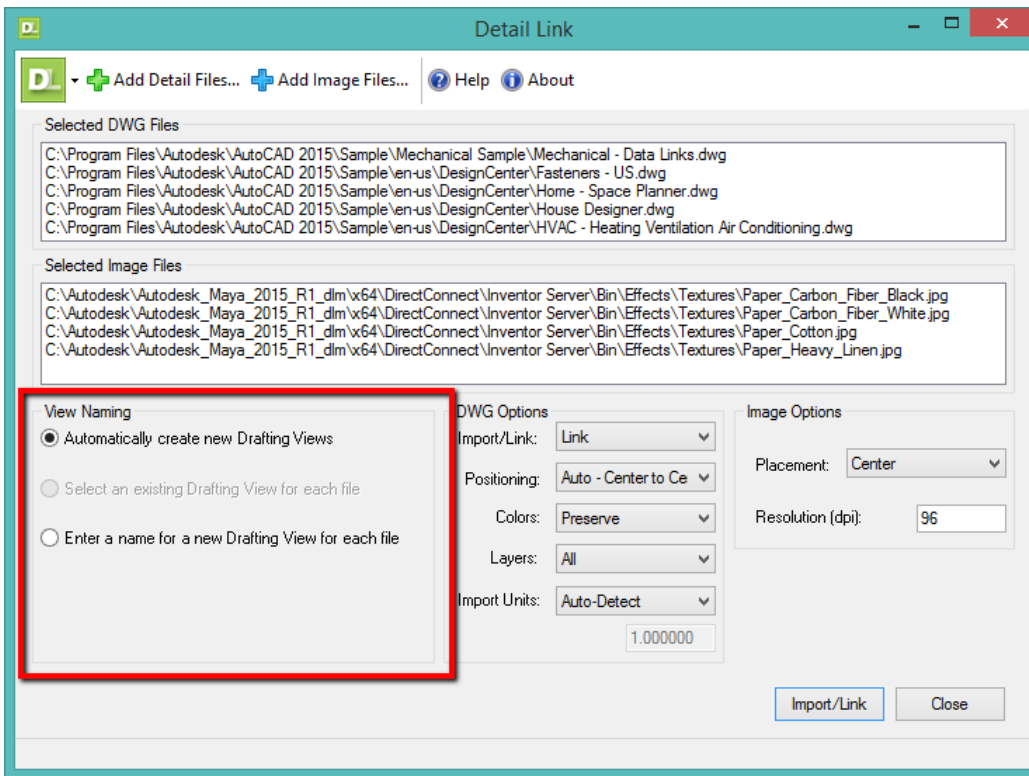 DL
Detail Link
DL
Add Detail Files... Add Image Files... Help About
Selected DWG Files
C:\Program Files\Autodesk\AutoCAD 2015\Sample\Mechanical Sample\Mechanical - Data Links.dwg
C:\Program Files\Autodesk\AutoCAD 2015\Sample\en-us\DesignCenter\Fasteners - US.dwg
C:\Program Files\Autodesk\AutoCAD 2015\Sample\en-us\DesignCenter\Home - Space Planner.dwg
C:\Program Files\Autodesk\AutoCAD 2015\Sample\en-us\DesignCenter\House Designer.dwg
C:\Program Files\Autodesk\AutoCAD 2015\Sample\en-us\DesignCenter\HVAC - Heating Ventilation Air Conditioning.dwg
Selected Image Files
C:\Autodesk\Autodesk_Maya_2015_R1_dlm\x64\DirectConnect\Inventor Server\Bin\Effects\Textures\Paper_Carbon_Fiber_Black.jpg
C:\Autodesk\Autodesk_Maya_2015_R1_dlm\x64\DirectConnect\Inventor Server\Bin\Effects\Textures\Paper_Carbon_Fiber_White.jpg
C:\Autodesk\Autodesk_Maya_2015_R1_dlm\x64\DirectConnect\Inventor Server\Bin\Effects\Textures\Paper_Cotton.jpg
C:\Autodesk\Autodesk_Maya_2015_R1_dlm\x64\DirectConnect\Inventor Server\Bin\Effects\Textures\Paper_Heavy_Linen.jpg
View Naming
Automatically create new Drafting Views
Select an existing Drafting View for each file
Enter a name for a new Drafting View for each file
DWG Options
Import/Link: Link
Positioning: Auto - Center to Ce
Colors: Preserve
Layers: All
Import Units: Auto-Detect
1.000000
Image Options
Placement: Center
Resolution (dpi): 96
Import/Link Close